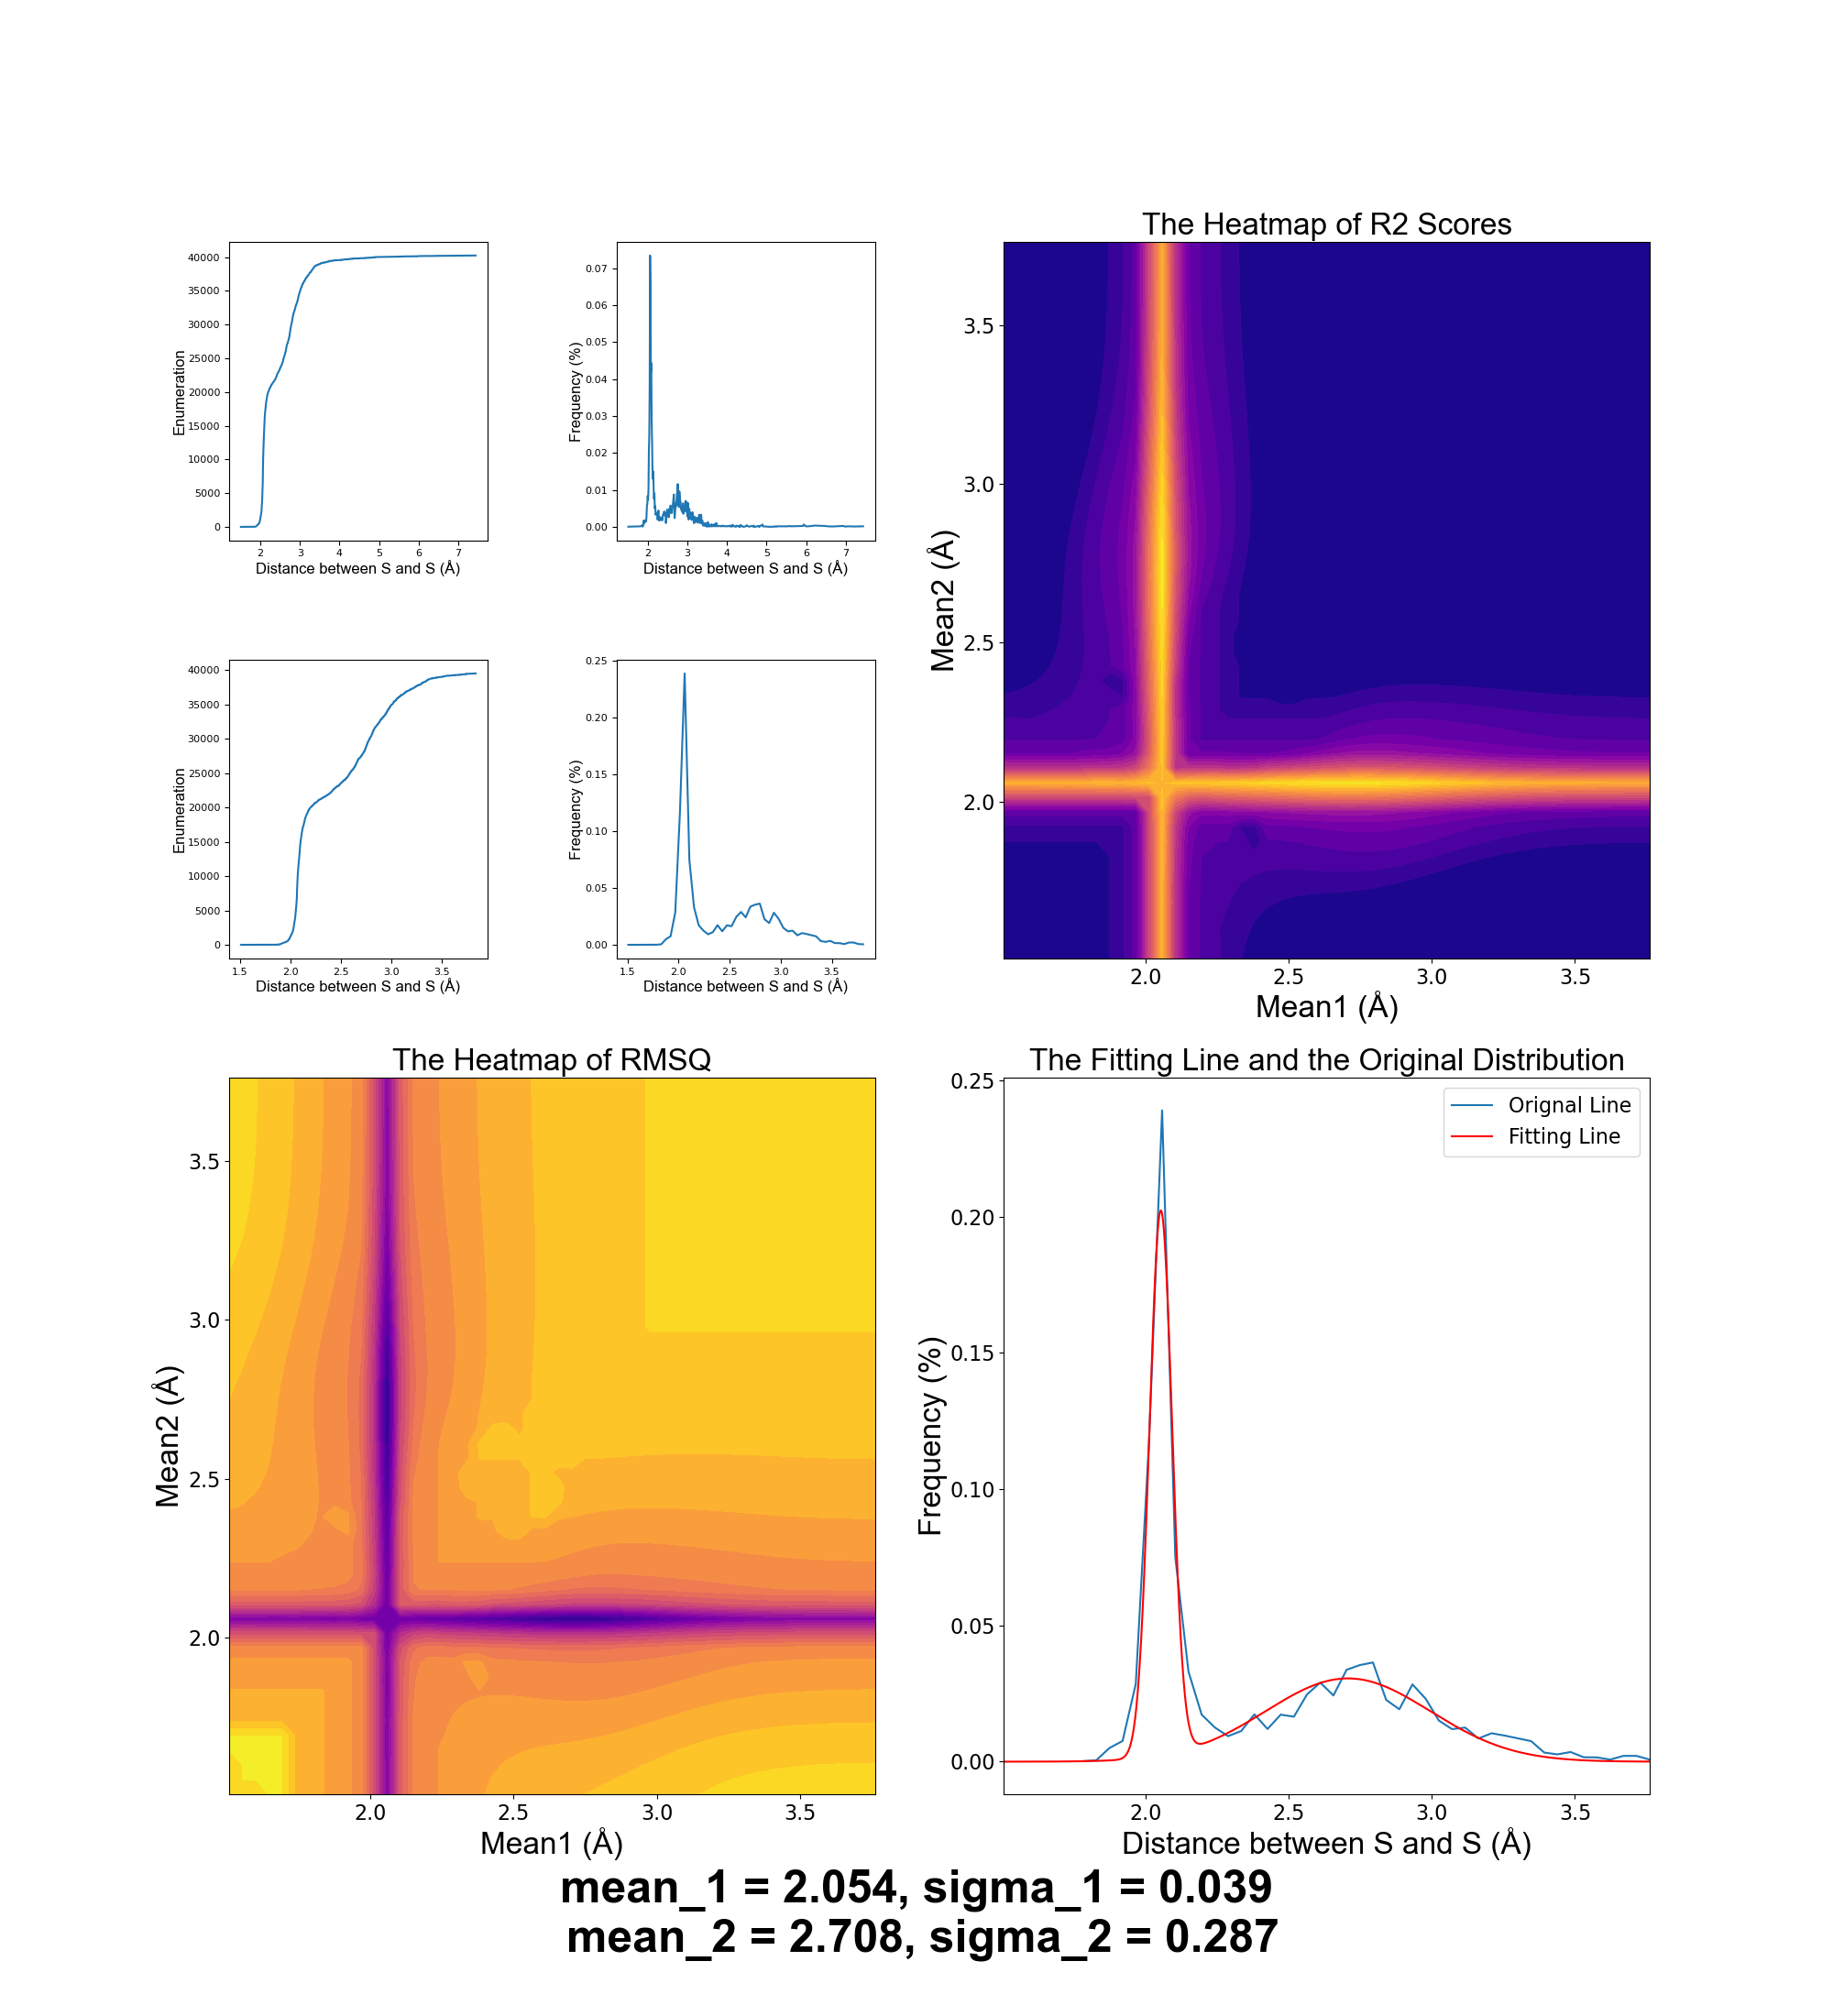 The Heatmap of R2 Scores
40000
35000
30000
25000
20000
15000
10000
5000
0
Enumeration
2 3 4 5 6 7
Distance between S and S (Å)
0.07
0.06
0.05
0.04
0.03
0.02
0.01
0.00
Frequency (%)
2 3 4 5 6 7
Distance between S and S (Å)
40000
35000
30000
25000
20000
15000
10000
5000
0
Enumeration
1.5 2.0 2.5 3.0 3.5
Distance between S and S (Å)
0.25
0.20
0.15
0.10
0.05
0.00
Frequency (%)
1.5 2.0 2.5 3.0 3.5
Distance between S and S (Å)
3.5
3.0
2.5
2.0
Mean2 (Å)
2.0 2.5 3.0 3.5
Mean1 (Å)
The Heatmap of RMSQ
3.5
3.0
2.5
2.0
Mean2 (Å)
2.0 2.5 3.0 3.5
Mean1 (Å)
The Fitting Line and the Original Distribution
Orignal Line
Fitting Line
0.25
0.20
0.15
0.10
0.05
0.00
Frequency (%)
2.0 2.5 3.0 3.5
Distance between S and S (Å)
mean_1 = 2.054, sigma_1 = 0.039
mean_2 = 2.708, sigma_2 = 0.287